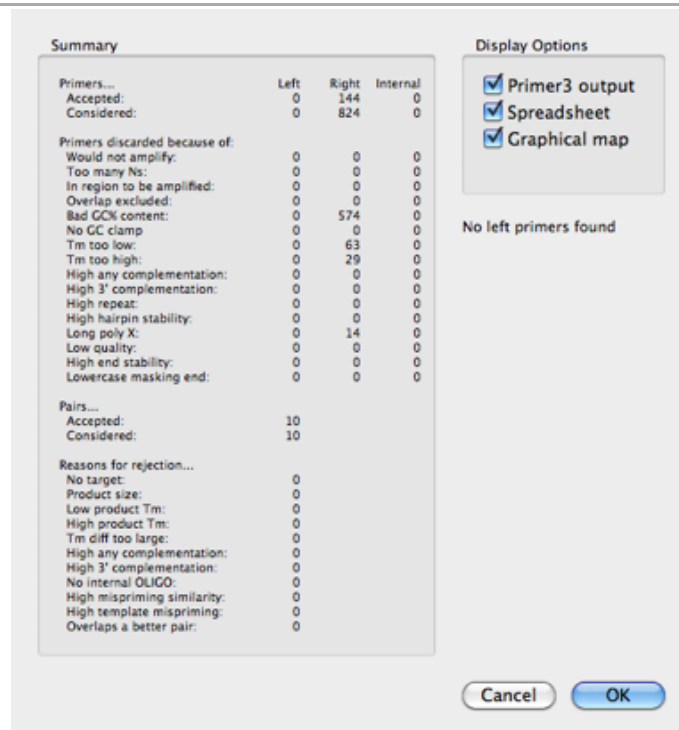 Summary
Primers... Left Right Internal
Accepted: 0 144 0
Considered: 0 824 0
Primers discarded because of:
Would not amplify: 0 0 0
Too many Ns: 0 0 0
In region to be amplified: 0 0 0
Overlap excluded: 0 0 0
Bad GC% content: 0 574 0
No GC clamp 0 0 0
Tm too low: 0 63 0
Tm too high: 0 29 0
High any complementation: 0 0 0
High 3' complementation: 0 0 0
High repeat: 0 0 0
High hairpin stability: 0 0 0
Long poly X: 0 14 0
Low quality: 0 0 0
High end stability: 0 0 0
Lowercase masking end: 0 0 0
Pairs...
Accepted: 10
Considered: 10
Reasons for rejection...
No target: 0
Product size: 0
Low product Tm: 0
High product Tm: 0
Tm diff too large: 0
High any complementation: 0
High 3' complementation: 0
No internal OLIGO: 0
High mispriming similarity: 0
High template mispriming: 0
Overlaps a better pair: 0
Display Options
Primer3 output
Spreadsheet
Graphical map
No left primers found
Cancel OK